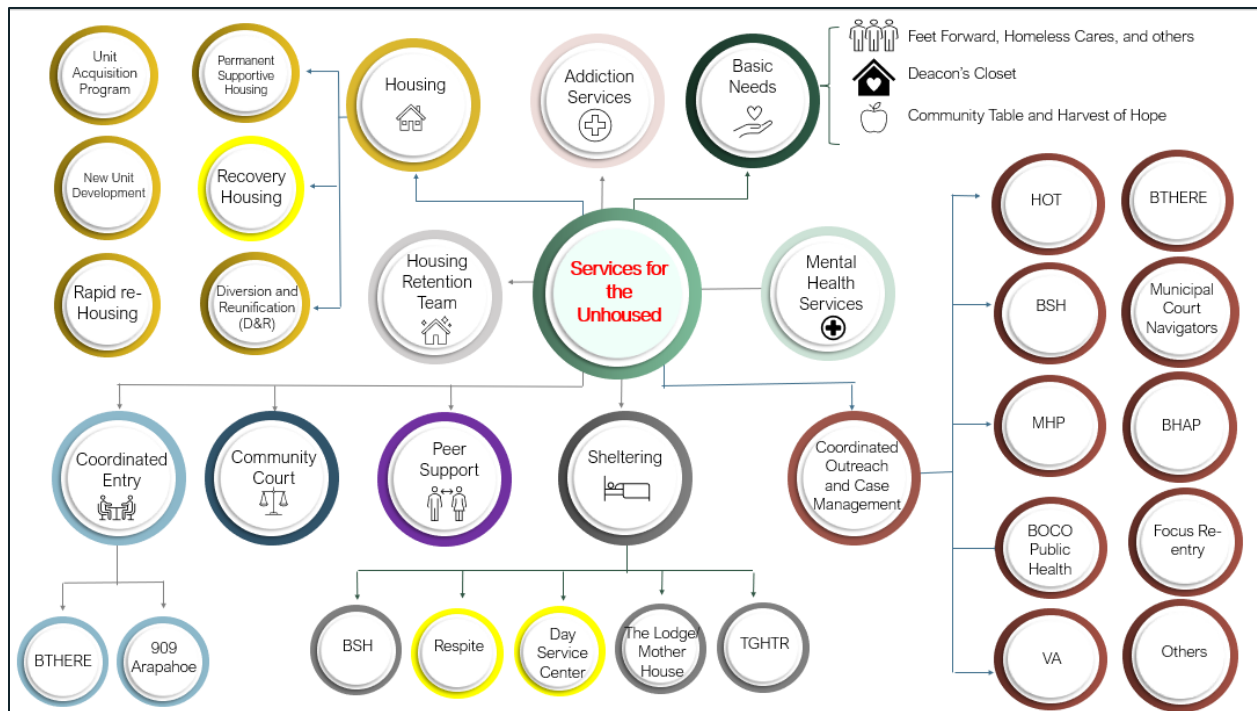 Unit
Acquisition
Program
Permanent
Supportive
Housing
Housing
Addiction
Services
Basic
Needs
Feet Forward, Homeless Cares, and others
Deacon's Closet
Community Table and Harvest of Hope
New Unit
Development
Recovery
Housing
Rapid re-
Housing
Diversion and
Reunification
(D&R)
Housing
Retention
Team
Services for
the
Unhoused
Mental
Health
Services
HOT
BTHERE
BSH
Municipal
Court
Navigators
MHP
BHAP
BOCO
Public
Health
Focus Re-
entry
VA
Others
Coordinated
Entry
Community
Court
Peer
Support
Sheltering
Coordinated
Outreach
and Case
Management
BTHERE
909
Arapahoe
BSH
Respite
Day
Service
Center
The Lodge/
Mother
House
TGHTR